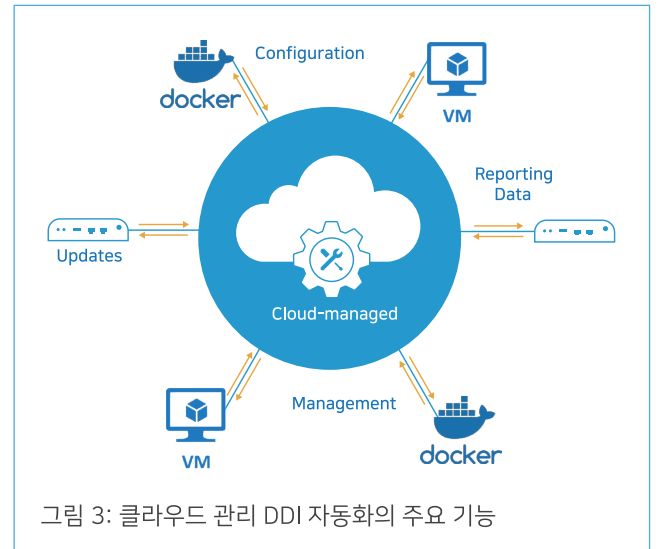 Configuration
docker
VM
Reporting
Data
Updates
Cloud-managed
Management
VM
docker
그림 3: 클라우드 관리 DDI 자동화의 주요 기능